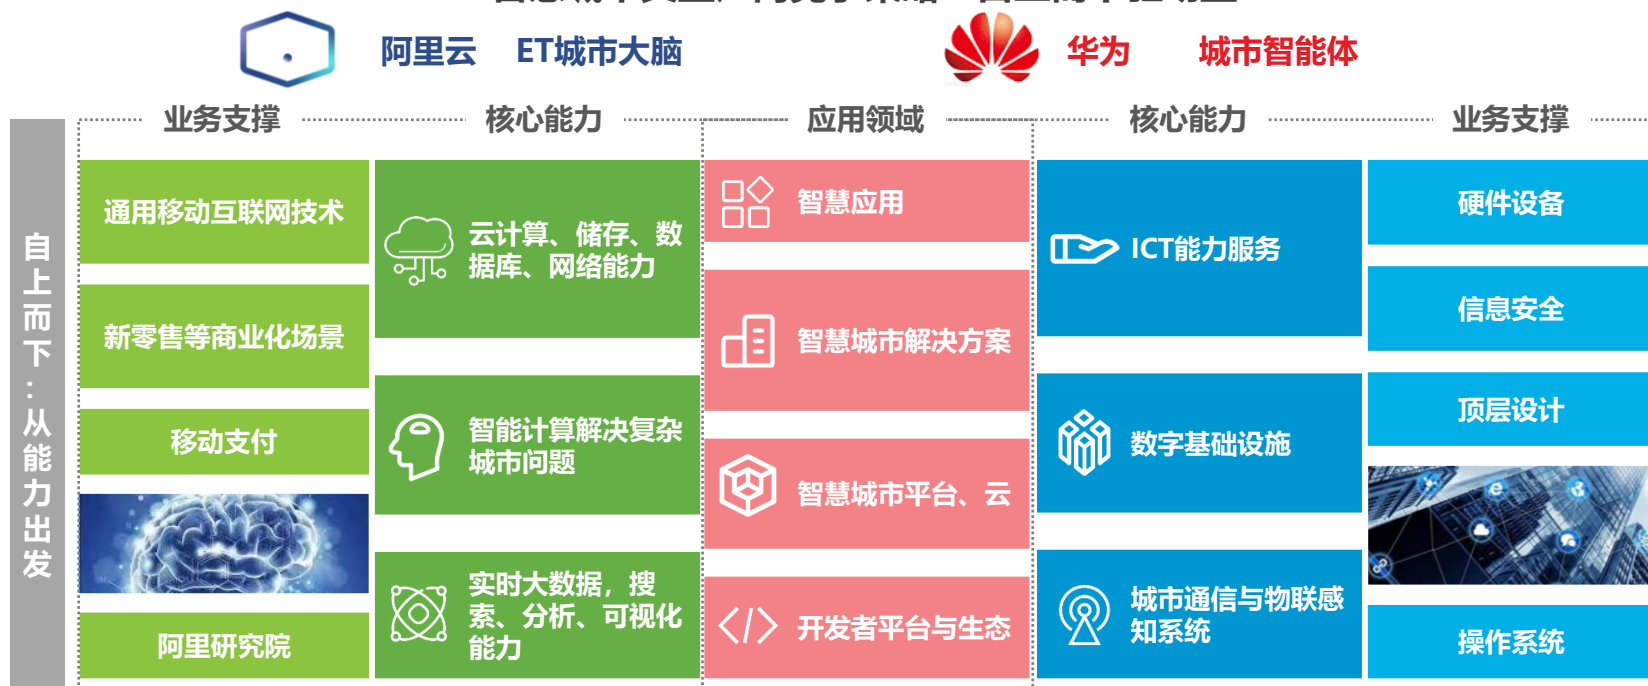 阿里云 ET城市大脑
华为 城市智能体
业务支撑
核心能力
应用领域
核心能力
业务支撑
自上而下：从能力出发
通用移动互联网技术
新零售等商业化场景
移动支付
阿里研究院
云计算、储存、数
据库、网络能力
智能计算解决复杂
城市问题
实时大数据，搜
索、分析、可视化
能力
智慧应用
智慧城市解决方案
智慧城市平台、云
开发者平台与生态
ICT能力服务
数字基础设施
城市通信与物联感
知系统
硬件设备
信息安全
顶层设计
操作系统